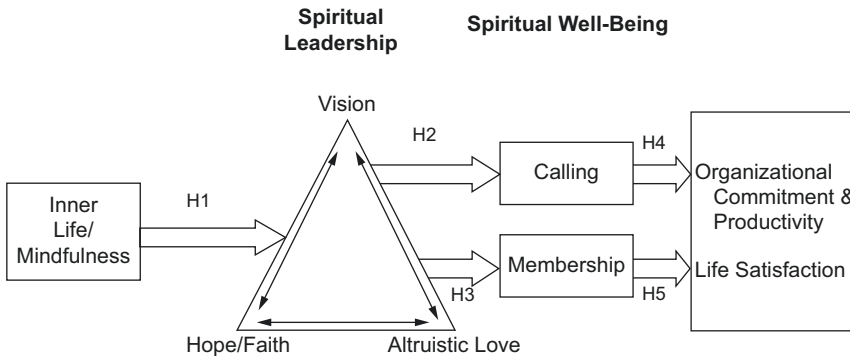 Spiritual
Leadership
Spiritual Well-Being
Vision
H2
H4
Calling
Organizational
Commitment &
Productivity
Inner
Life/
Mindfulness
H1
Membership
Life Satisfaction
H3
H5
Hope/Faith
Altruistic Love